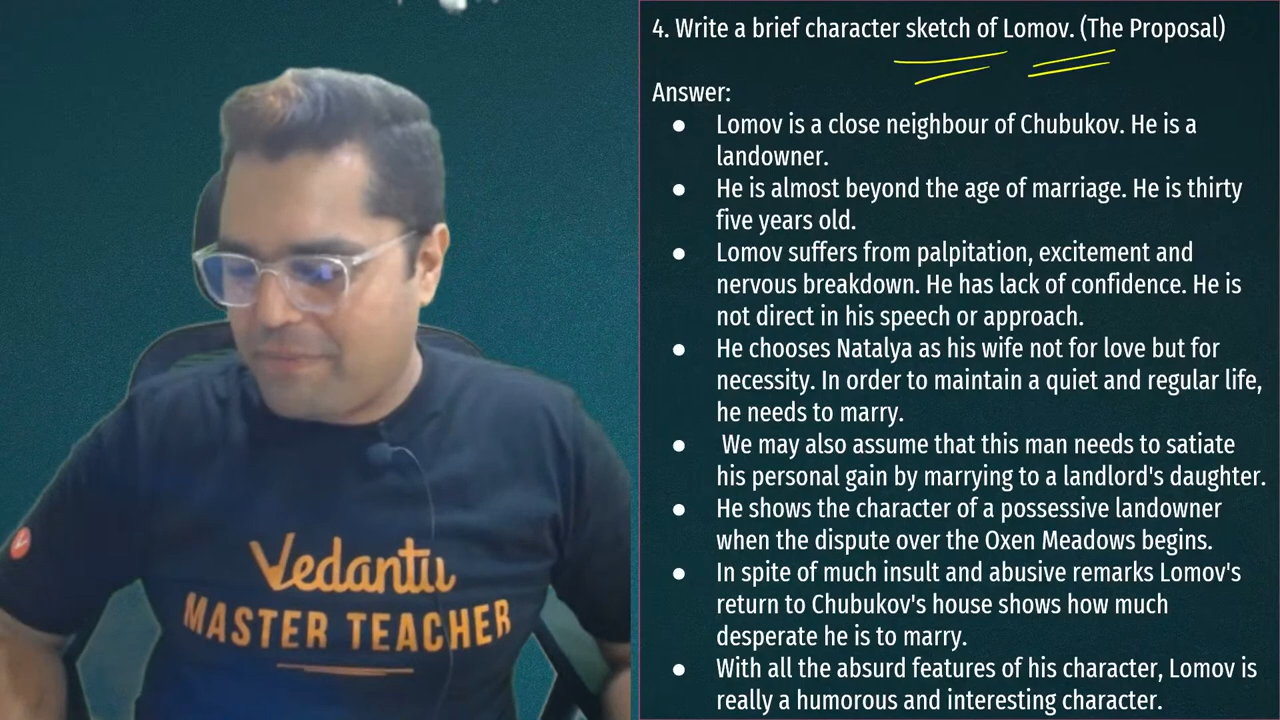 4. Write a brief character sketch of Lomov. (The Proposal)
Answer:
● Lomov is a close neighbour of Chubukov. He is a
landowner.
● He is almost beyond the age of marriage. He is thirty
five years old.
● Lomov suffers from palpitation, excitement and
nervous breakdown. He has lack of confidence. He is
not direct in his speech or approach.
● He chooses Natalya as his wife not for love but for
necessity. In order to maintain a quiet and regular life,
he needs to marry.
● We may also assume that this man needs to satiate
his personal gain by marrying to a landlord's daughter.
● He shows the character of a possessive landowner
when the dispute over the Oxen Meadows begins.
● In spite of much insult and abusive remarks Lomov's
return to Chubukov's house shows how much
desperate he is to marry.
● With all the absurd features of his character, Lomov is
really a humorous and interesting character.
Vedantu
MASTER TEACHER